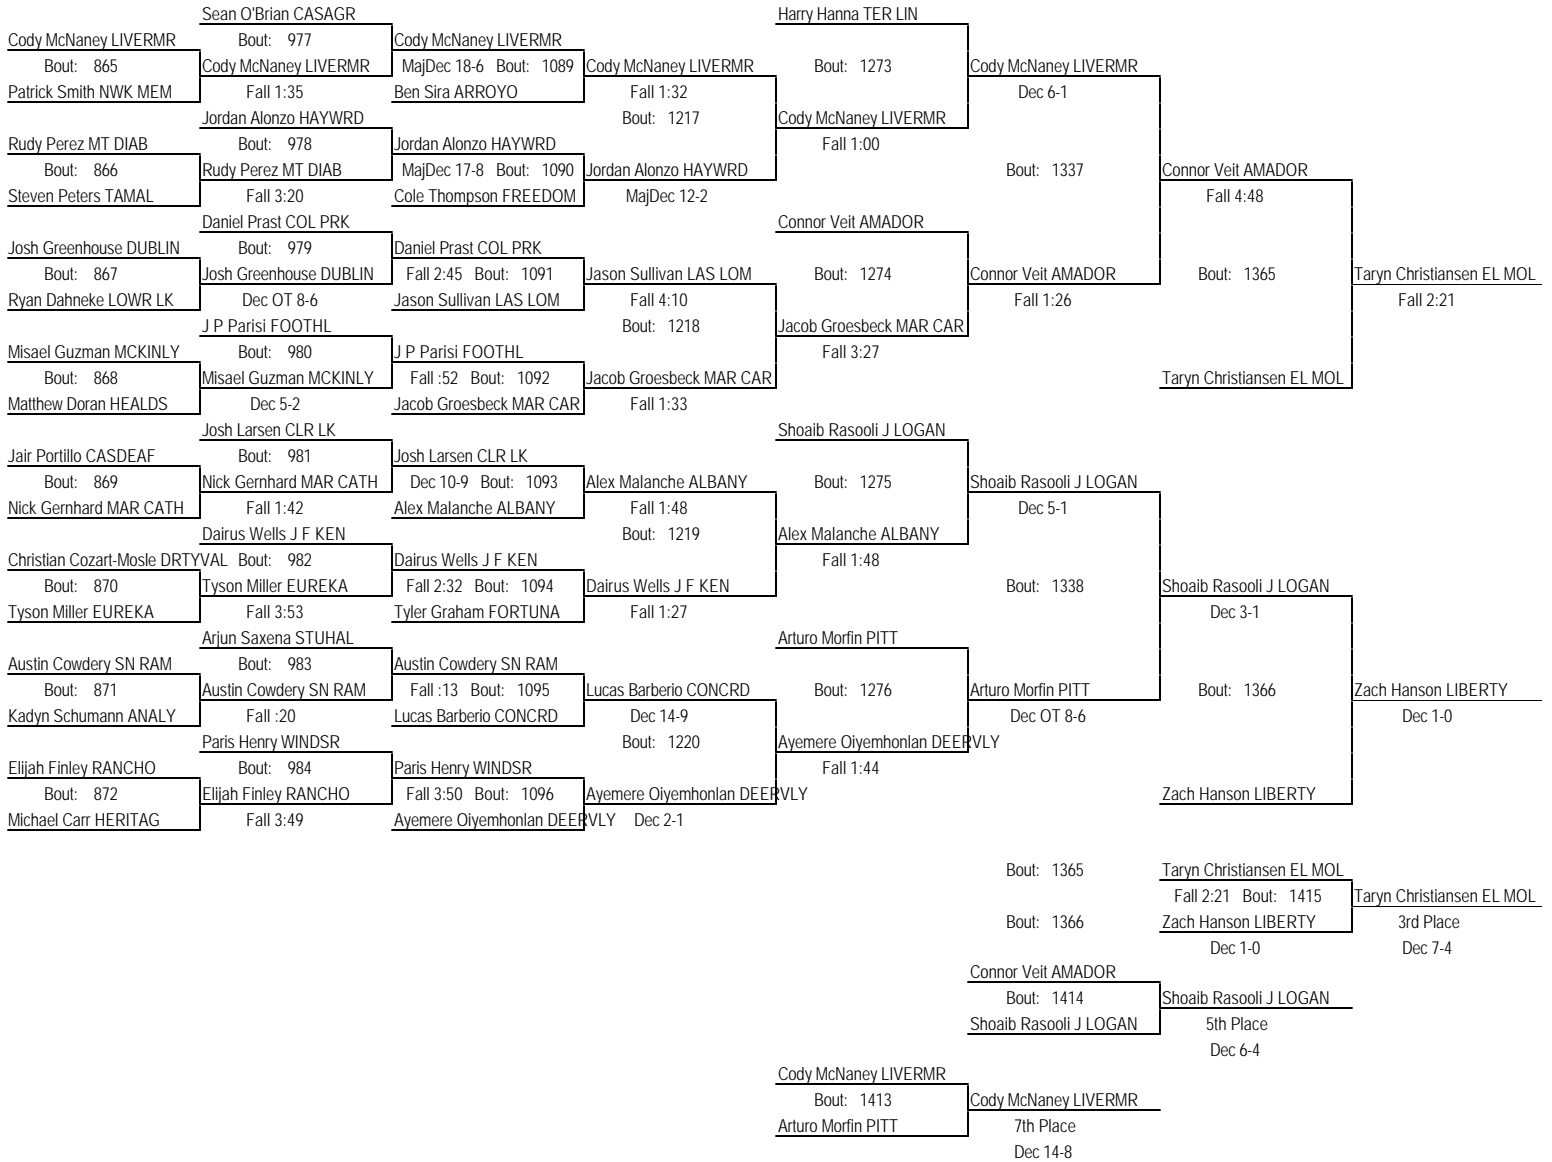 Sean O'Brian CASAGR Harry Hanna TER LIN
Cody McNaney LIVERMR Bout: 977 Cody McNaney LIVERMR
Bout: 865 Cody McNaney LIVERMR MajDec 18-6 Bout: 1089 Cody McNaney LIVERMR Bout: 1273 Cody McNaney LIVERMR
Patrick Smith NWK MEM Fall 1:35 Ben Sira ARROYO Fall 1:32 Dec 6-1
Jordan Alonzo HAYWRD Bout: 1217 Cody McNaney LIVERMR
Rudy Perez MT DIAB Bout: 978 Jordan Alonzo HAYWRD Fall 1:00
Bout: 866 Rudy Perez MT DIAB MajDec 17-8 Bout: 1090 Jordan Alonzo HAYWRD Bout: 1337 Connor Veit AMADOR
Steven Peters TAMAL Fall 3:20 Cole Thompson FREEDOM MajDec 12-2 Fall 4:48
Daniel Prast COL PRK Connor Veit AMADOR
Josh Greenhouse DUBLIN Bout: 979 Daniel Prast COL PRK
Bout: 867 Josh Greenhouse DUBLIN Fall 2:45 Bout: 1091 Jason Sullivan LAS LOM Bout: 1274 Connor Veit AMADOR Bout: 1365 Taryn Christiansen EL MOL
Ryan Dahneke LOWR LK Dec OT 8-6 Jason Sullivan LAS LOM Fall 4:10 Fall 1:26 Fall 2:21
J P Parisi FOOTHL Bout: 1218 Jacob Groesbeck MAR CAR
Misael Guzman MCKINLY Bout: 980 J P Parisi FOOTHL Fall 3:27
Bout: 868 Misael Guzman MCKINLY Fall :52 Bout: 1092 Jacob Groesbeck MAR CAR Taryn Christiansen EL MOL
Matthew Doran HEALDS Dec 5-2 Jacob Groesbeck MAR CAR Fall 1:33
Josh Larsen CLR LK Shoaib Rasooli J LOGAN
Jair Portillo CASDEAF Bout: 981 Josh Larsen CLR LK
Bout: 869 Nick Gernhard MAR CATH Dec 10-9 Bout: 1093 Alex Malanche ALBANY Bout: 1275 Shoaib Rasooli J LOGAN
Nick Gernhard MAR CATH Fall 1:42 Alex Malanche ALBANY Fall 1:48 Dec 5-1
Dairus Wells J F KEN Bout: 1219 Alex Malanche ALBANY
Christian Cozart-Mosle DRTYVAL Bout: 982 Dairus Wells J F KEN Fall 1:48
Bout: 870 Tyson Miller EUREKA Fall 2:32 Bout: 1094 Dairus Wells J F KEN Bout: 1338 Shoaib Rasooli J LOGAN
Tyson Miller EUREKA Fall 3:53 Tyler Graham FORTUNA Fall 1:27 Dec 3-1
Arjun Saxena STUHAL Arturo Morfin PITT
Austin Cowdery SN RAM Bout: 983 Austin Cowdery SN RAM
Bout: 871 Austin Cowdery SN RAM Fall :13 Bout: 1095 Lucas Barberio CONCRD Bout: 1276 Arturo Morfin PITT Bout: 1366 Zach Hanson LIBERTY
Kadyn Schumann ANALY Fall :20 Lucas Barberio CONCRD Dec 14-9 Dec OT 8-6 Dec 1-0
Paris Henry WINDSR Bout: 1220 Ayemere Oiyemhonlan DEERVLY
Elijah Finley RANCHO Bout: 984 Paris Henry WINDSR Fall 1:44
Bout: 872 Elijah Finley RANCHO Fall 3:50 Bout: 1096 Ayemere Oiyemhonlan DEERVLY Zach Hanson LIBERTY
Michael Carr HERITAG Fall 3:49 Ayemere Oiyemhonlan DEERVLY Dec 2-1
Bout: 1365 Taryn Christiansen EL MOL
Fall 2:21 Bout: 1415 Taryn Christiansen EL MOL
Bout: 1366 Zach Hanson LIBERTY 3rd Place
Dec 1-0 Dec 7-4
Connor Veit AMADOR
Bout: 1414 Shoaib Rasooli J LOGAN
Shoaib Rasooli J LOGAN 5th Place
Dec 6-4
Cody McNaney LIVERMR
Bout: 1413 Cody McNaney LIVERMR
Arturo Morfin PITT 7th Place
Dec 14-8